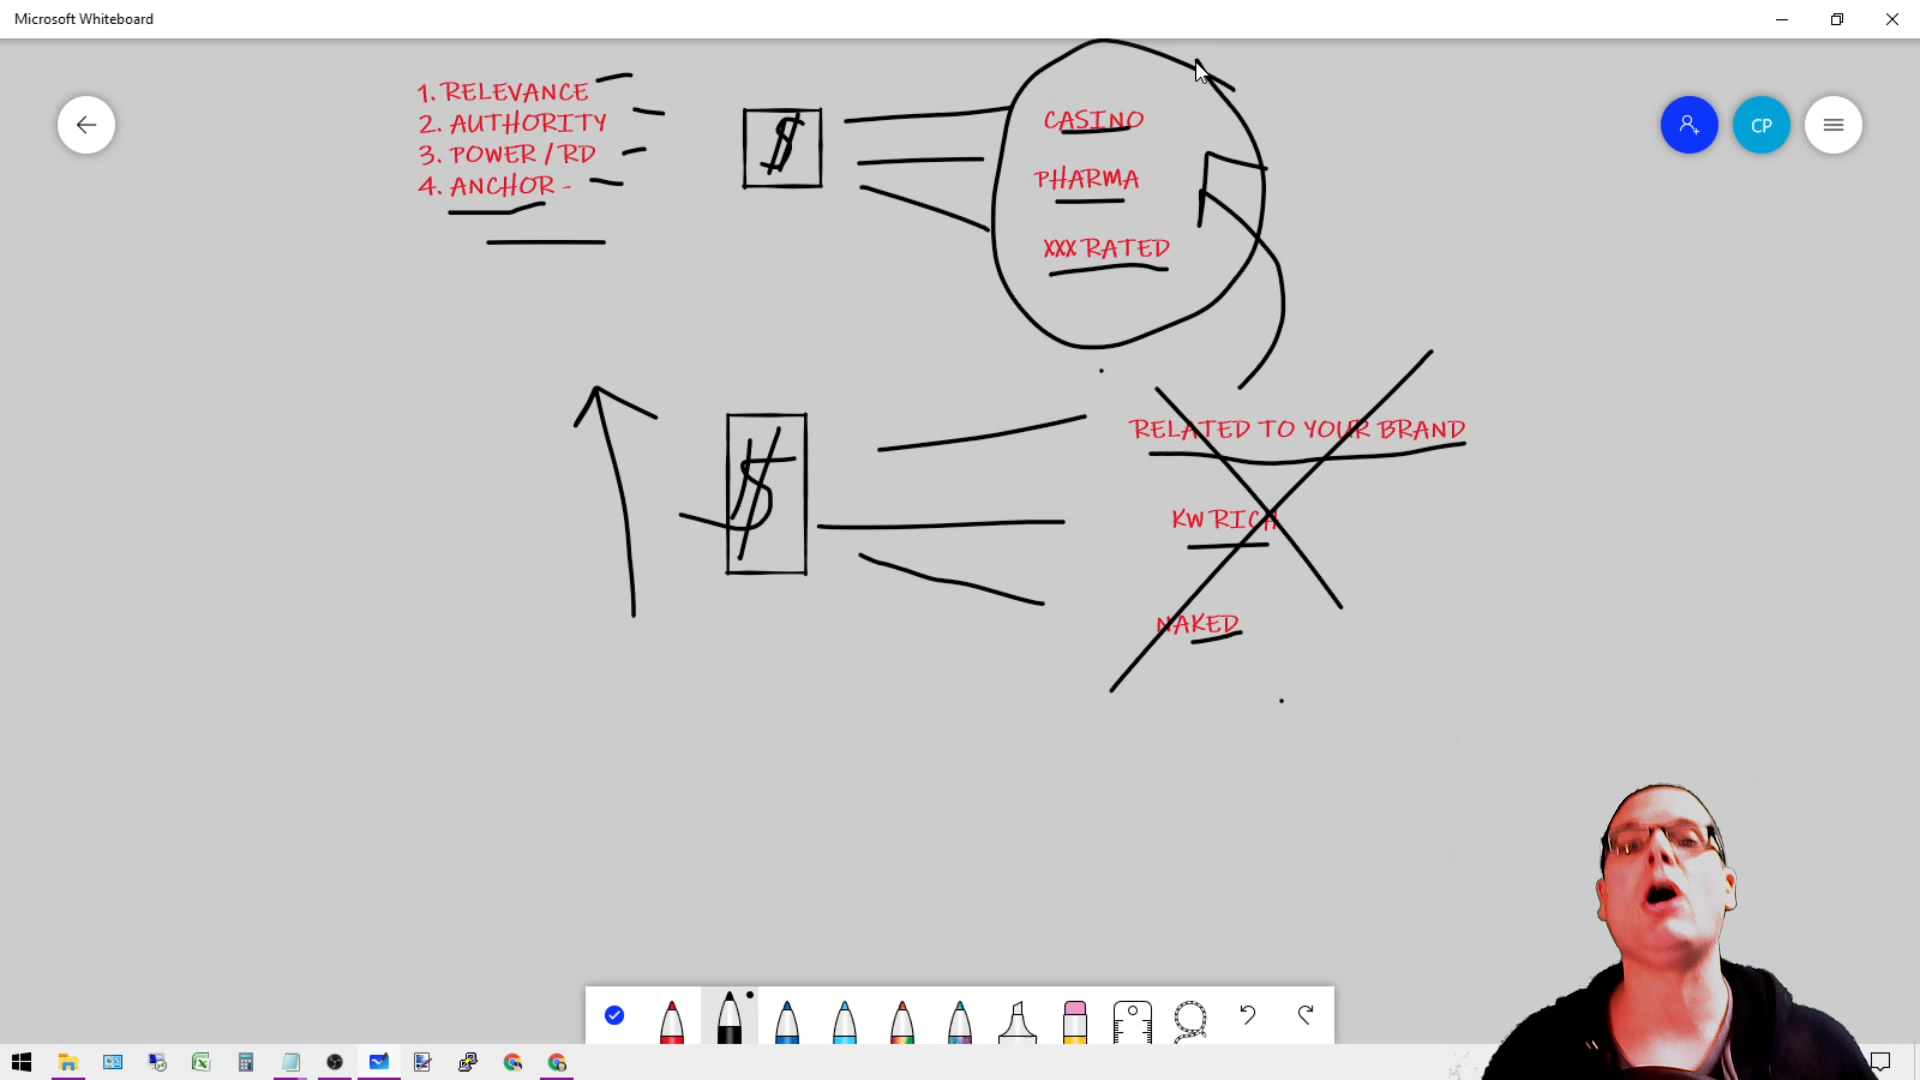 Microsoft Whiteboard
1. RELEVANCE
2. AUTHORITY
3. POWER / RD
4. ANCHOR -
$
CASINO
PHARMA
XXX RATED
CP
$
RELATED TO YOUR BRAND
KW RICH
NAKED